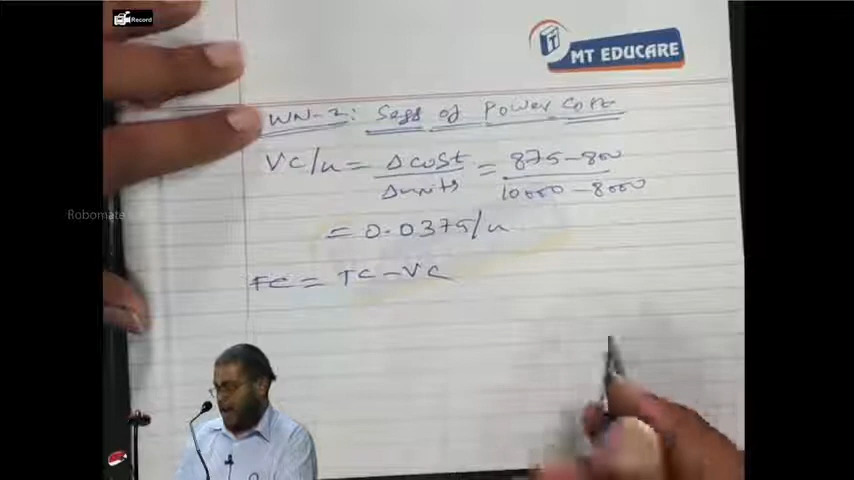 Record
MT EDUCARE
WN-2: Segg of Power Cost
VC/u = Δcost/Δunits = 875-800/10000-8000
= 0.0375/u
FC = TC - VC
Robomate